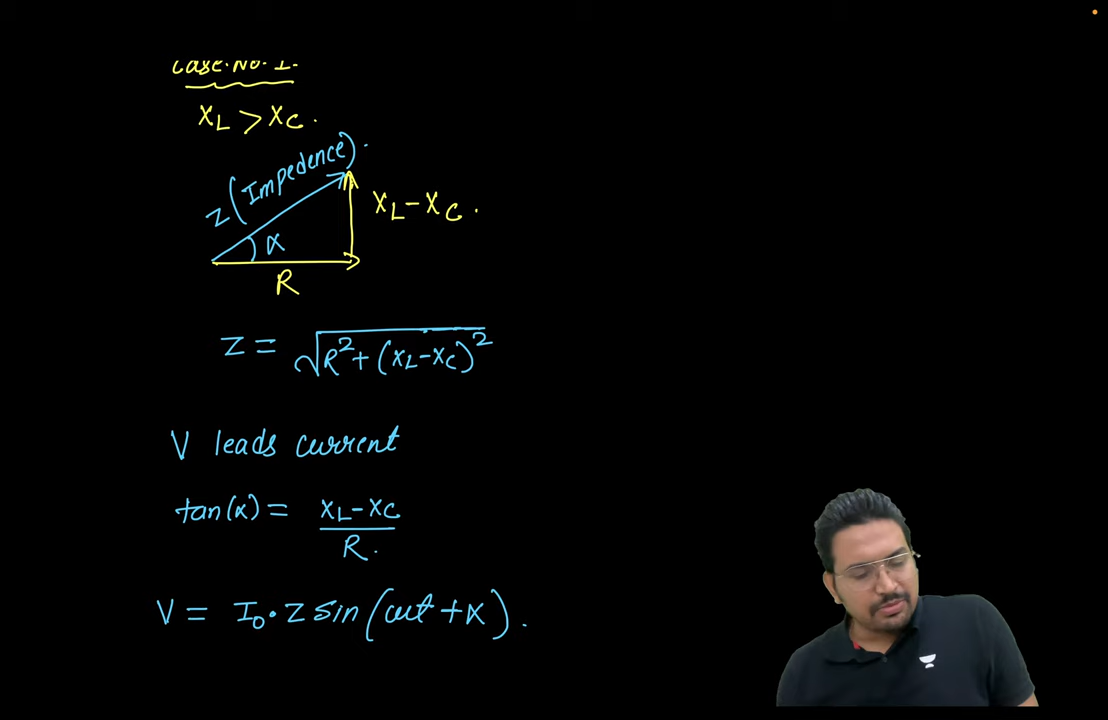 Case.No. I.
XL > XC.
Z (Impedence).
XL-XC.
α
R
Z = √R²+(XL-XC)²
V leads current
tan(α) = XL-XC
R.
V = I₀·Z sin(ωt+α).